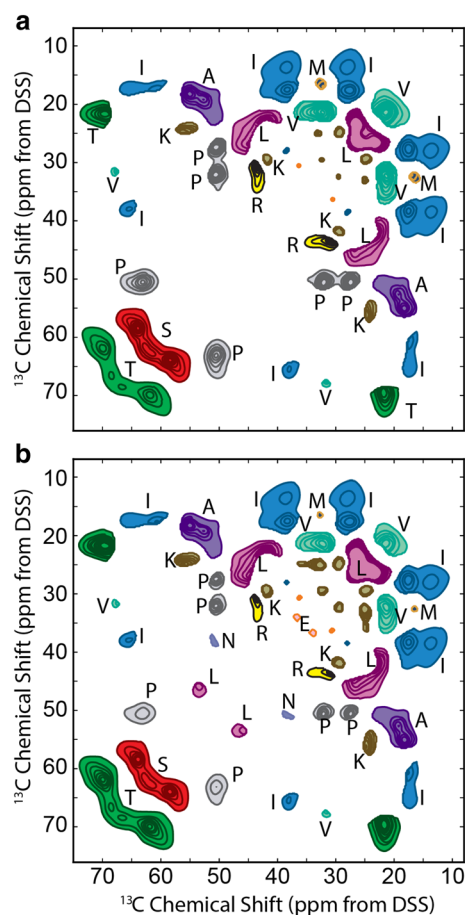 a
¹³C Chemical Shift (ppm from DSS)
10
20
30
40
50
60
70
I A I M I V
T K V L L
P K I
V P R M
I K R L I
P P P A
K
S
T P I V T
b
¹³C Chemical Shift (ppm from DSS)
10
20
30
40
50
60
70
I A I M I V
V
K L L I
P K
V P R E M
N K
R L I
L
L N
P P P A
K
S
T P I V
70 60 50 40 30 20 10
¹³C Chemical Shift (ppm from DSS)